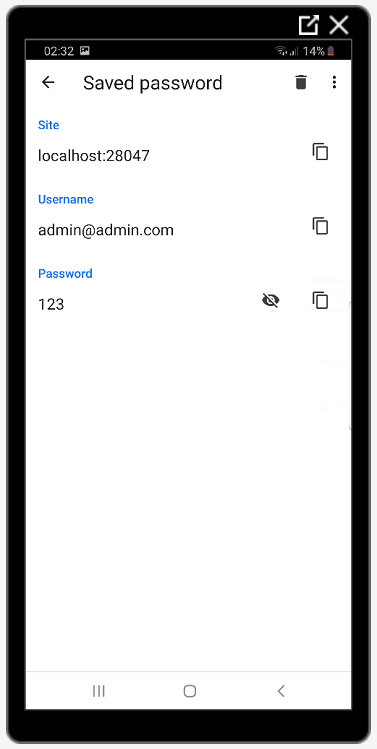 02:32 14%
Saved password
Site
localhost:28047
Username
admin@admin.com
Password
123